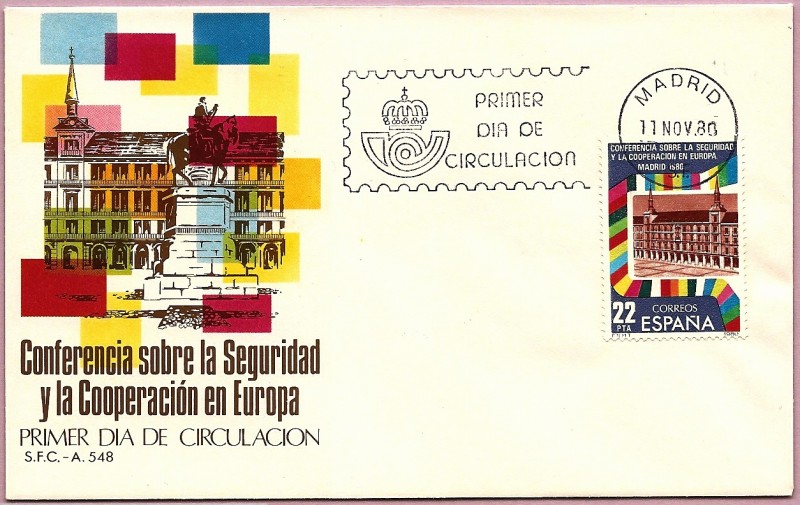 PRIMER
DIA DE
CIRCULACION
MADRID
11 NOV. 80
CONFERENCIA SOBRE LA SEGURIDAD
Y LA COOPERACION EN EUROPA
MADRID 1980
22
PTA
CORREOS
ESPAÑA
F.N.M.T.
1980
Conferencia sobre la Seguridad
y la Cooperación en Europa
PRIMER DIA DE CIRCULACION
S.F.C. - A. 548